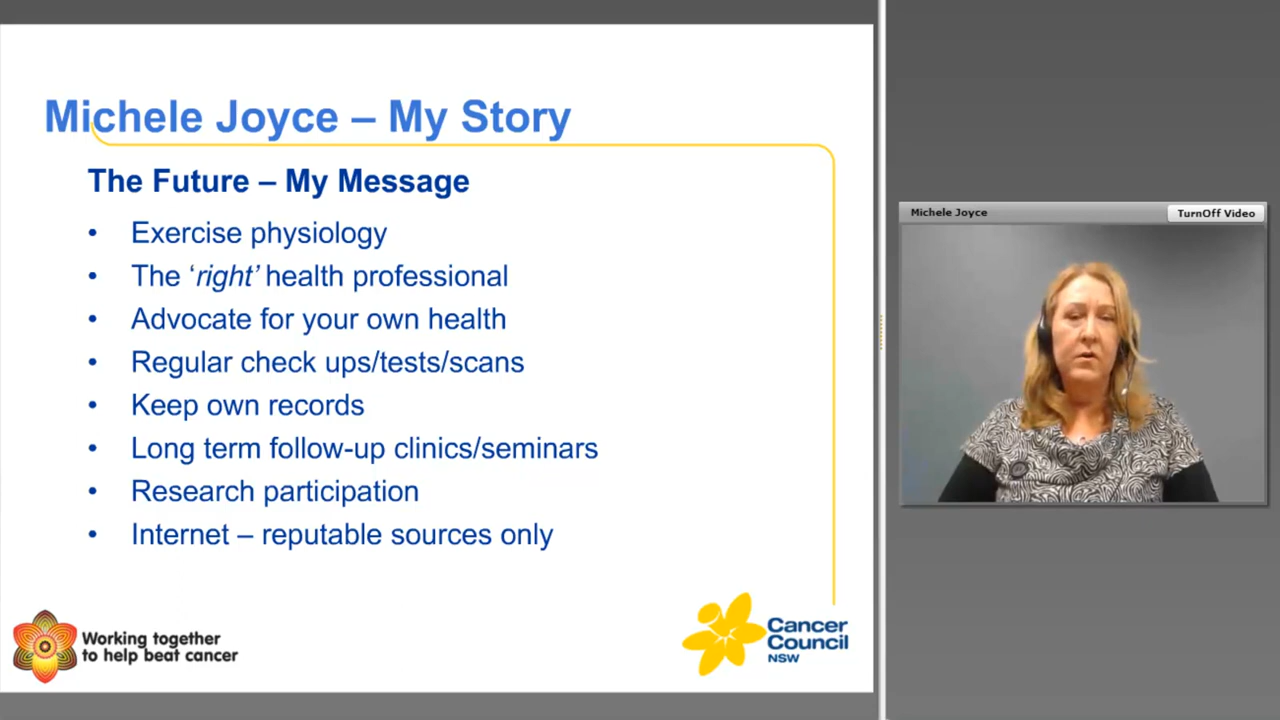 Michele Joyce – My Story
The Future – My Message
• Exercise physiology
• The ‘right’ health professional
• Advocate for your own health
• Regular check ups/tests/scans
• Keep own records
• Long term follow-up clinics/seminars
• Research participation
• Internet – reputable sources only
Working together
to help beat cancer
Cancer
Council
NSW
Michele Joyce
TurnOff Video